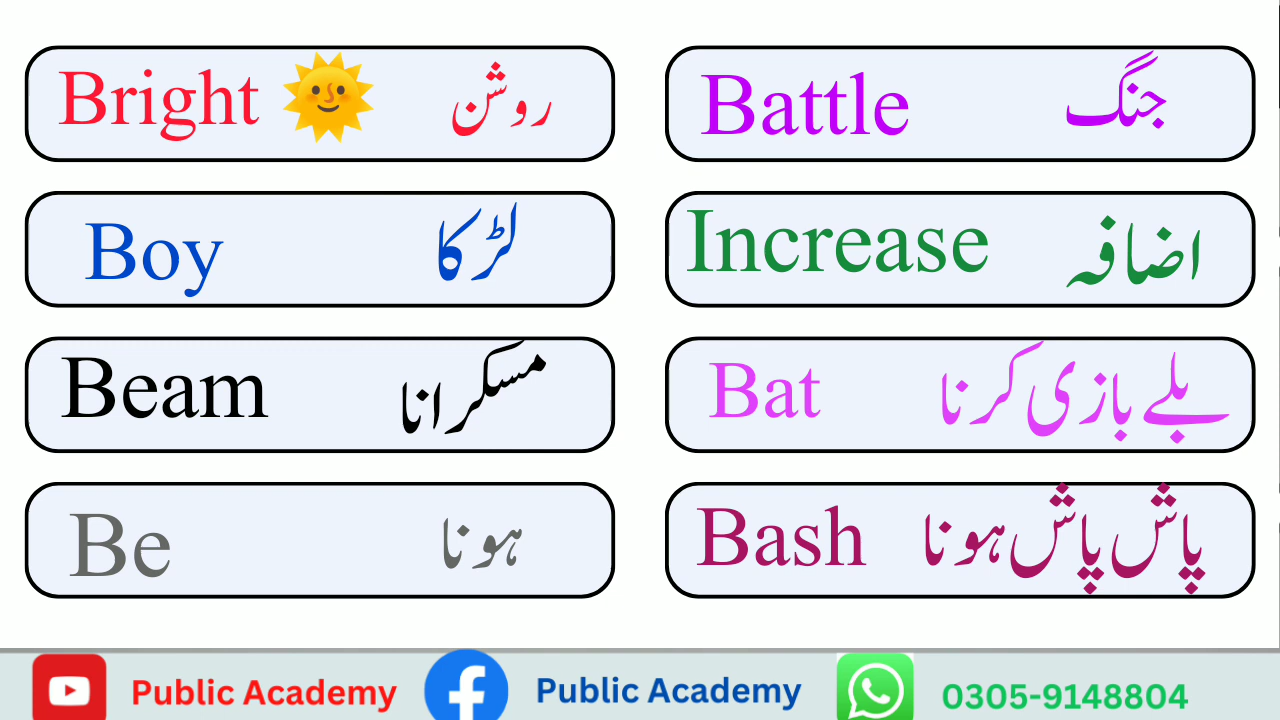 Bright روشن
Battle جنگ
Boy لڑکا
Increase اضافہ
Beam مسکرانا
Bat بلے بازی کرنا
Be ہونا
Bash پاش پاش ہونا
Public Academy
Public Academy
0305-9148804